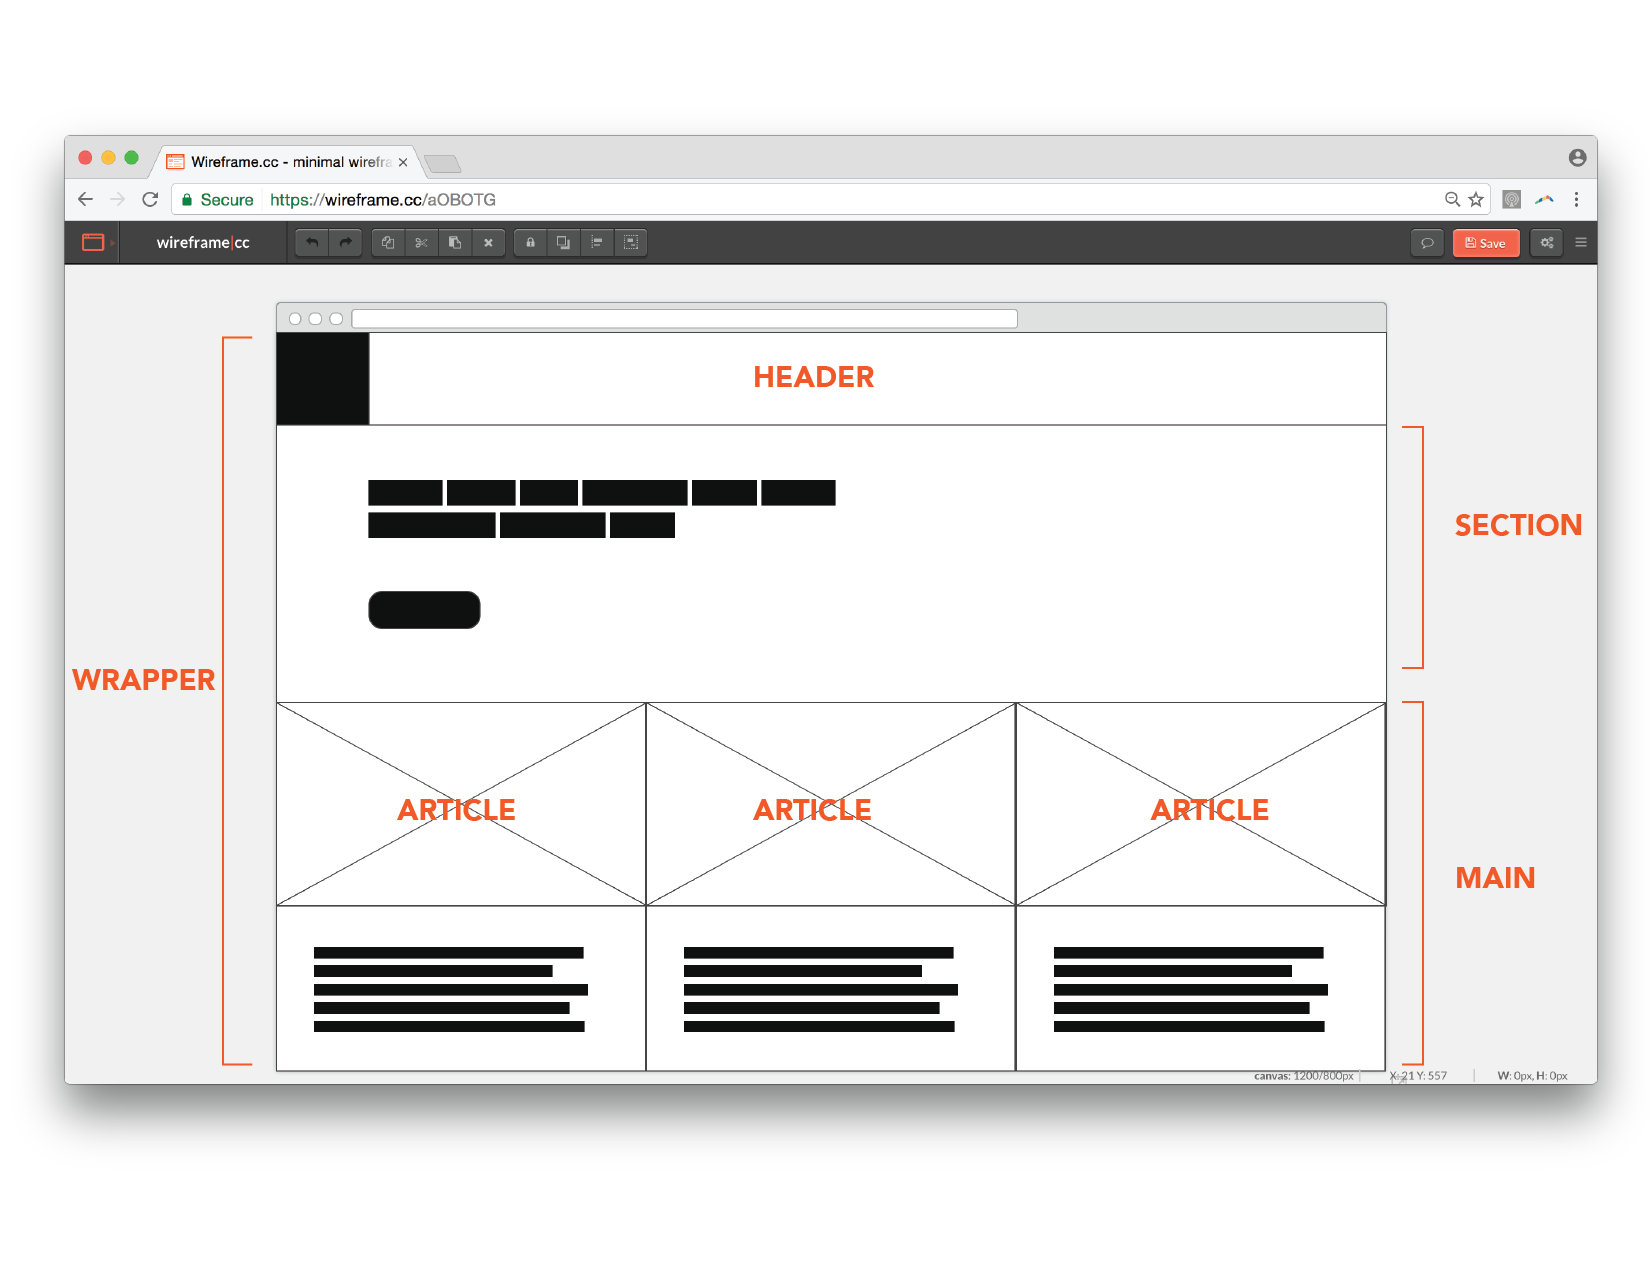 Wireframe.cc - minimal wirefra
Secure https://wireframe.cc/aOBOTG
wireframe|cc
Save
HEADER
SECTION
WRAPPER
ARTICLE ARTICLE ARTICLE
MAIN
canvas: 1200/800px X: 21 Y: 557 W: 0px, H: 0px